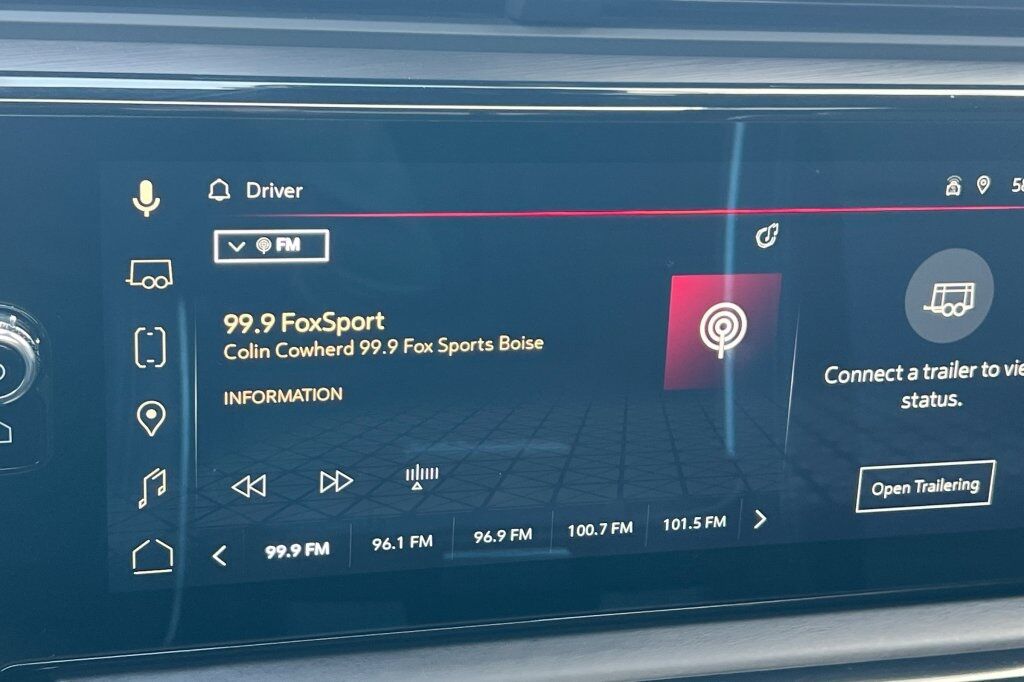 Driver
58
FM
99.9 FoxSport
Colin Cowherd 99.9 Fox Sports Boise
INFORMATION
Connect a trailer to vie
status.
Open Trailering
99.9 FM
96.1 FM
96.9 FM
100.7 FM
101.5 FM